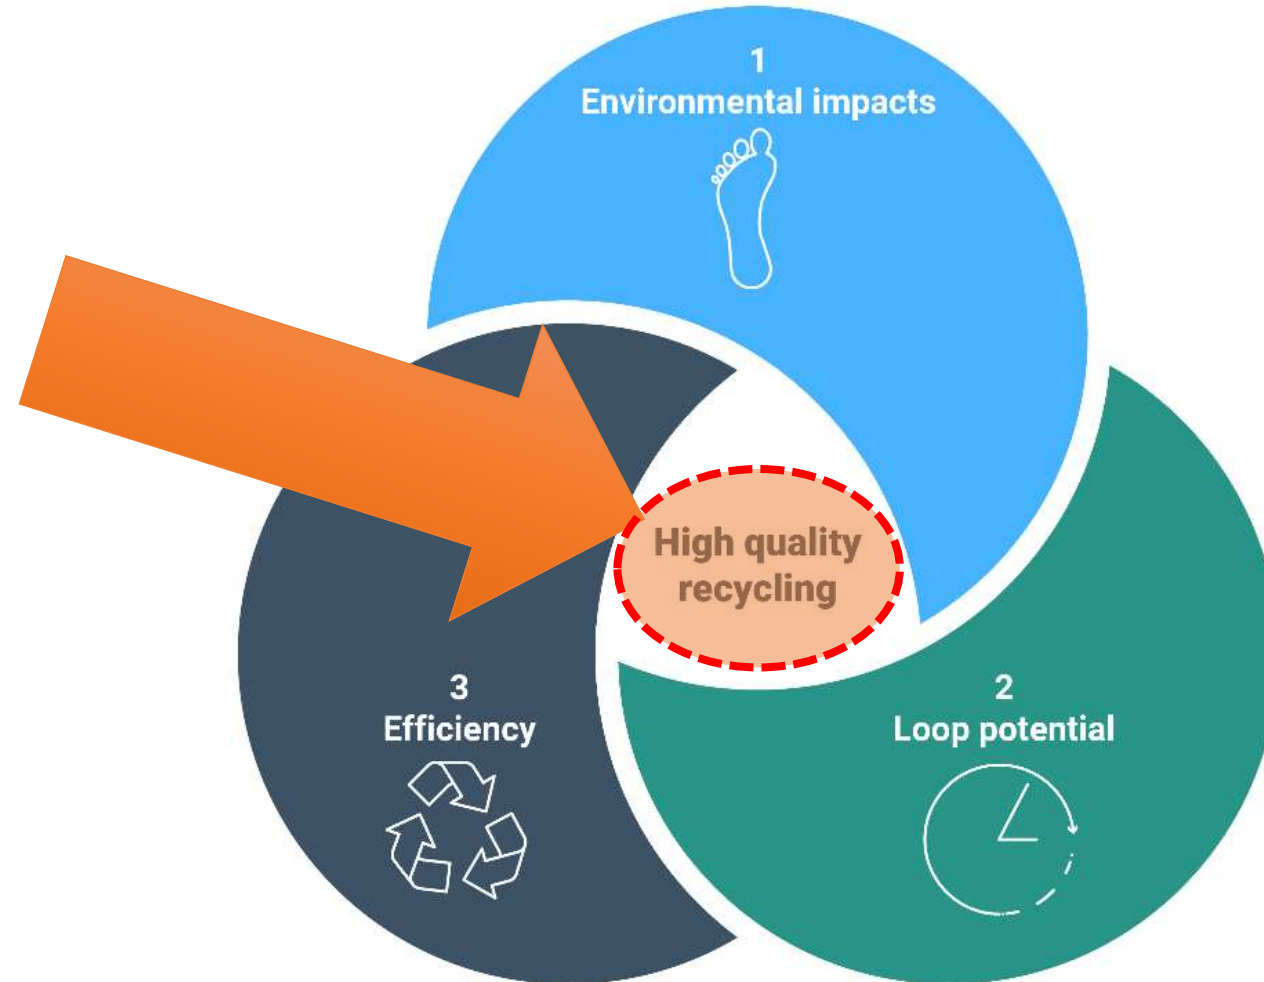 1
Environmental impacts
High quality
recycling
3
Efficiency
2
Loop potential